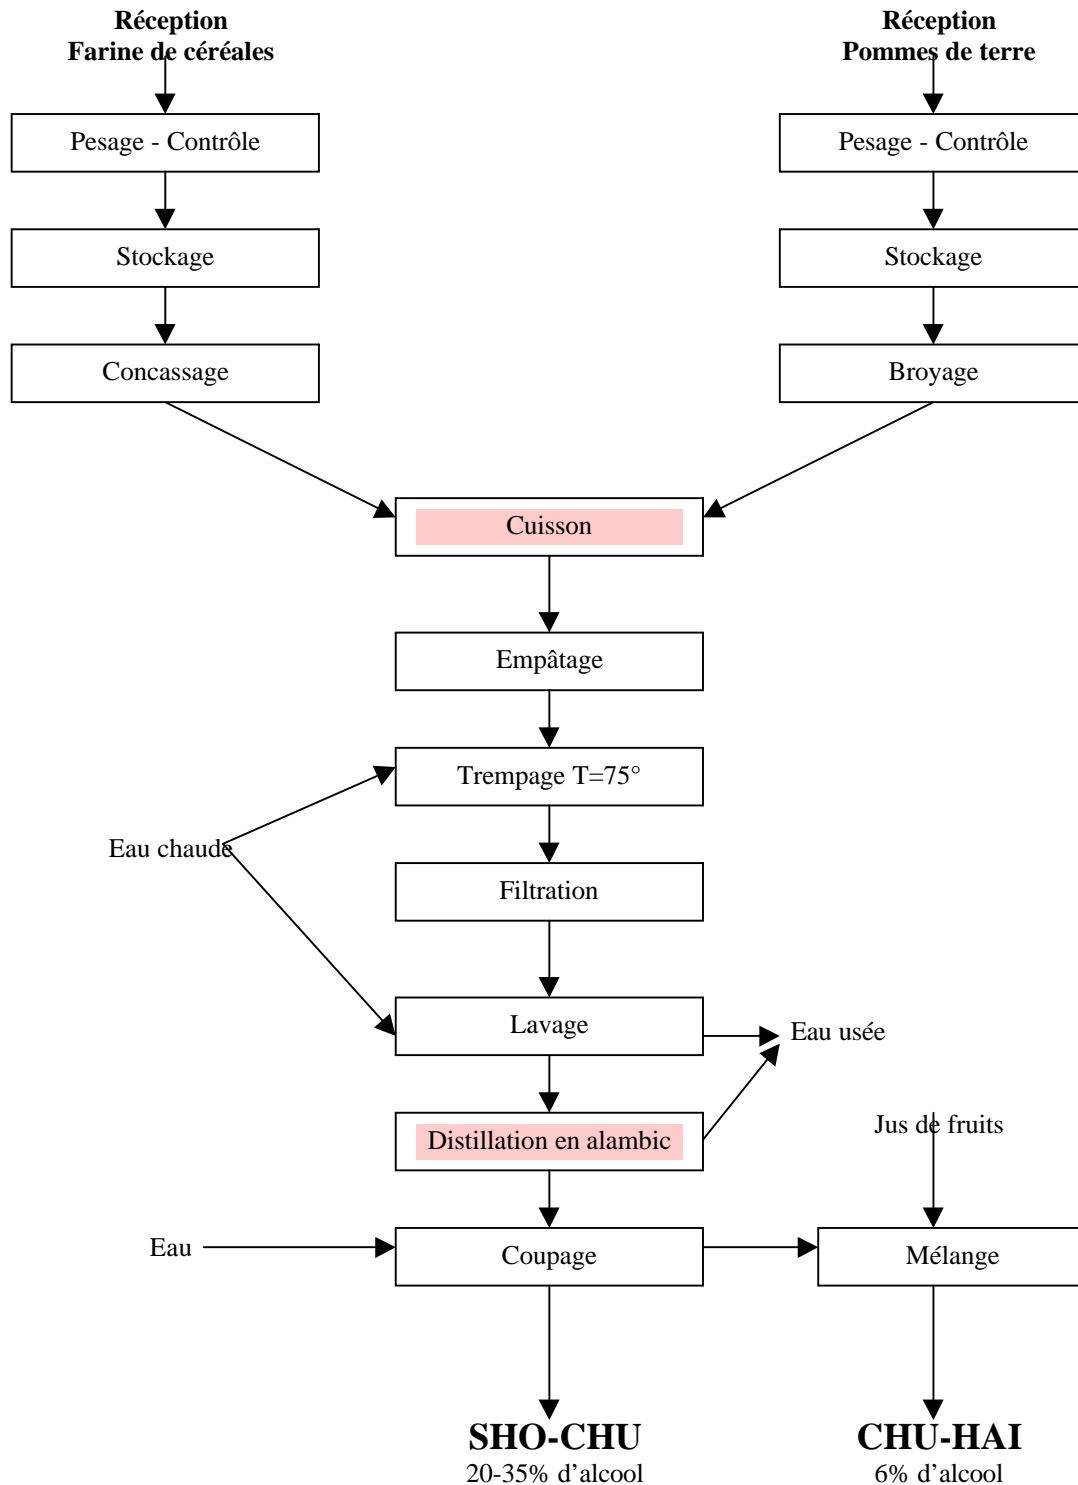 Réception
Farine de céréales
Réception
Pommes de terre
Pesage - Contrôle
Pesage - Contrôle
Stockage
Stockage
Concassage
Broyage
Cuisson
Empâtage
Trempage T=75°
Eau chaude
Filtration
Lavage
Eau usée
Distillation en alambic
Jus de fruits
Eau
Coupage
Mélange
SHO-CHU
20-35% d’alcool
CHU-HAI
6% d’alcool